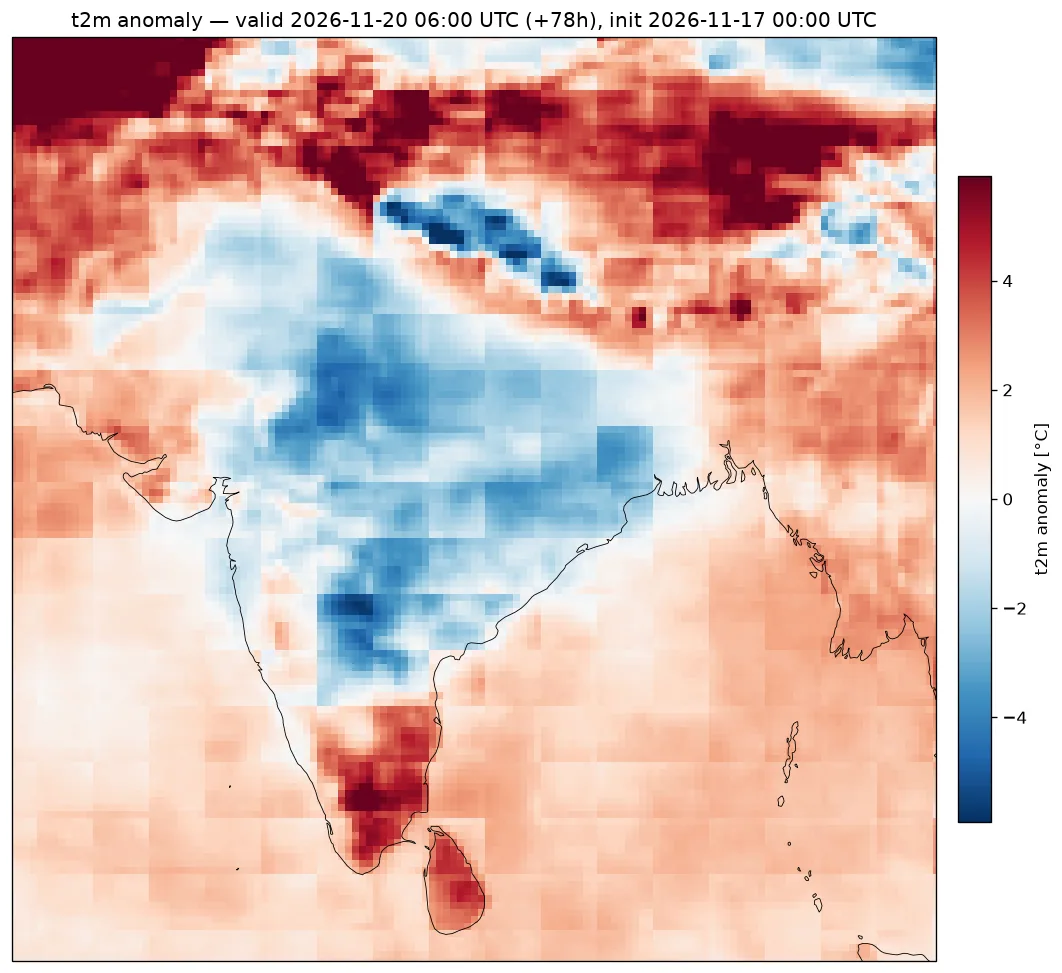 t2m anomaly — valid 2026-11-20 06:00 UTC (+78h), init 2026-11-17 00:00 UTC
4
2
0
−2
−4
t2m anomaly [°C]